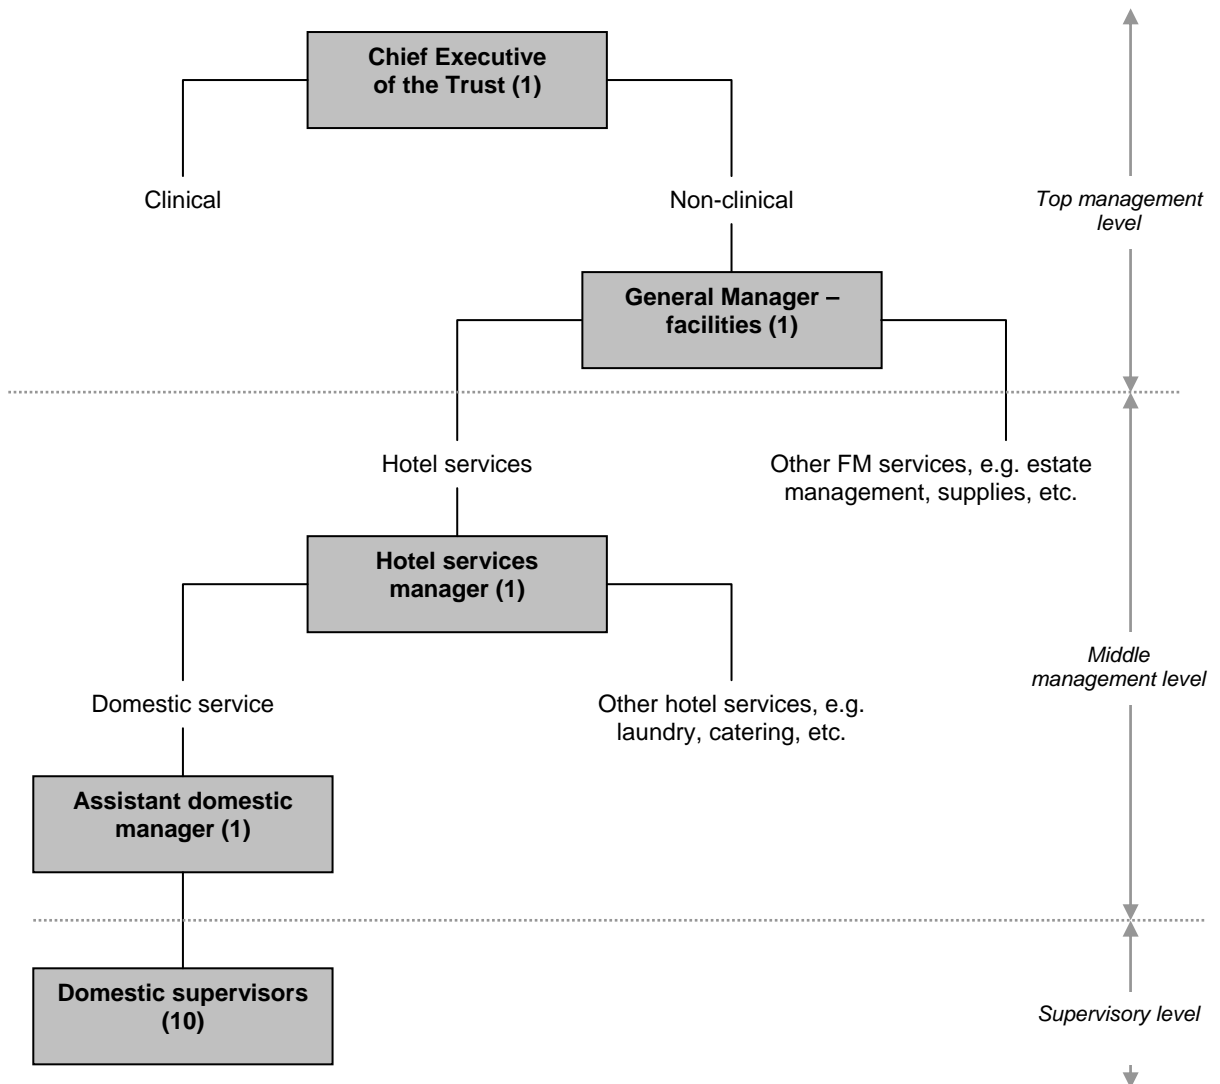 Chief Executive
of the Trust (1)
Clinical
Non-clinical
Top management
level
General Manager –
facilities (1)
Hotel services
Other FM services, e.g. estate
management, supplies, etc.
Hotel services
manager (1)
Middle
management level
Domestic service
Other hotel services, e.g.
laundry, catering, etc.
Assistant domestic
manager (1)
Domestic supervisors
(10)
Supervisory level